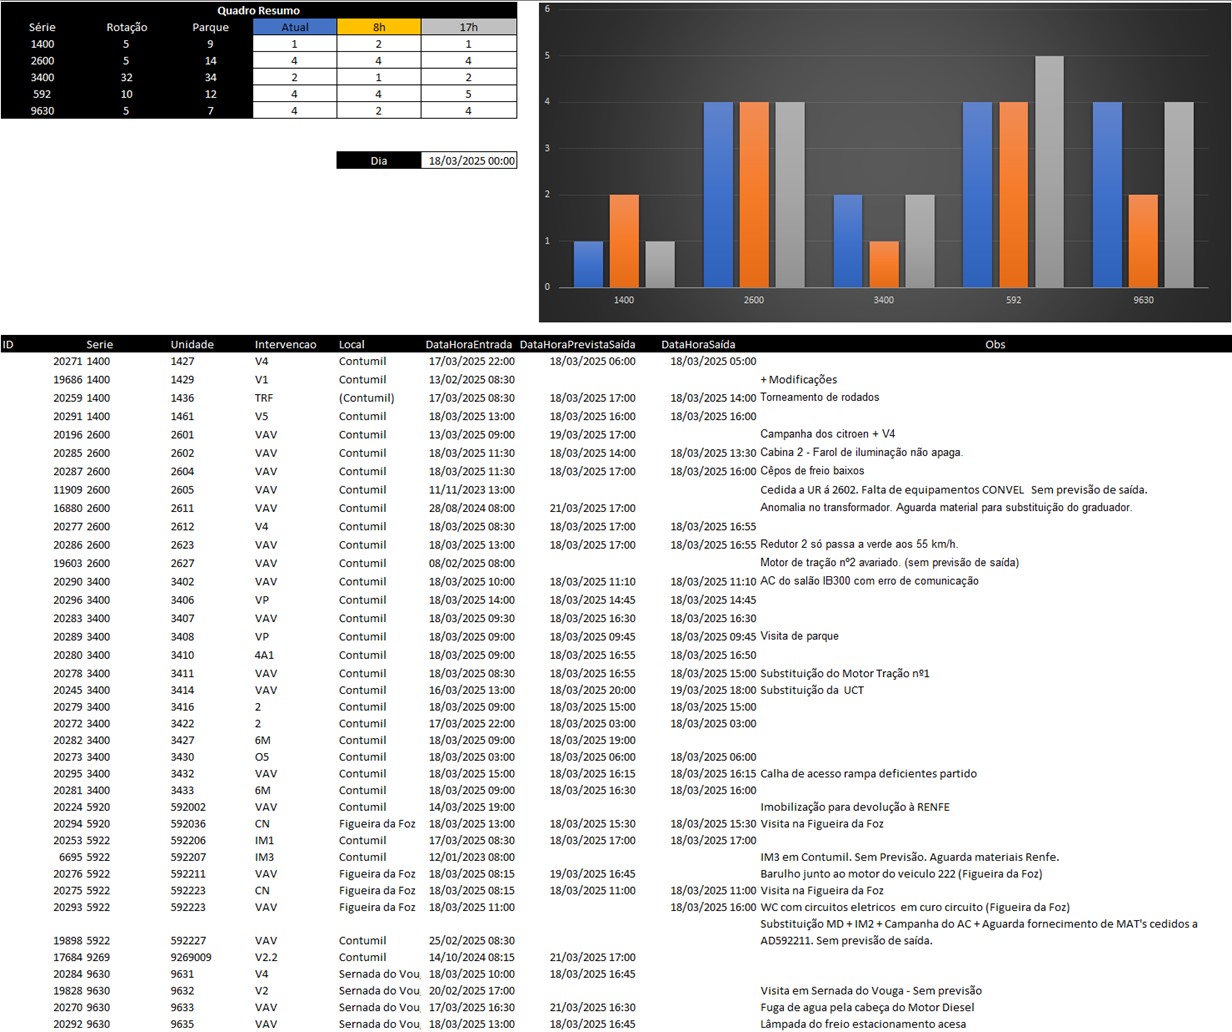 Quadro Resumo
Série Rotação Parque Atual 8h 17h
1400 5 9 1 2 1
2600 5 14 4 4 4
3400 32 34 2 1 2
592 10 12 4 4 5
9630 5 7 4 2 4
Dia 18/03/2025 00:00
6
5
4
3
2
1
0
1400 2600 3400 592 9630
ID Serie Unidade Intervencao Local DataHoraEntrada DataHoraPrevistaSaída DataHoraSaída Obs
20271 1400 1427 V4 Contumil 17/03/2025 22:00 18/03/2025 06:00 18/03/2025 05:00
19686 1400 1429 V1 Contumil 13/02/2025 08:30 + Modificações
20259 1400 1436 TRF (Contumil) 17/03/2025 08:30 18/03/2025 17:00 18/03/2025 14:00 Torneamento de rodados
20291 1400 1461 V5 Contumil 18/03/2025 13:00 18/03/2025 16:00 18/03/2025 16:00
20196 2600 2601 VAV Contumil 13/03/2025 09:00 19/03/2025 17:00 Campanha dos citroen + V4
20285 2600 2602 VAV Contumil 18/03/2025 11:30 18/03/2025 14:00 18/03/2025 13:30 Cabina 2 - Farol de iluminação não apaga.
20287 2600 2604 VAV Contumil 18/03/2025 11:30 18/03/2025 17:00 18/03/2025 16:00 Cêpos de freio baixos
11909 2600 2605 VAV Contumil 11/11/2023 13:00 Cedida a UR á 2602. Falta de equipamentos CONVEL Sem previsão de saída.
16880 2600 2611 VAV Contumil 28/08/2024 08:00 21/03/2025 17:00 Anomalia no transformador. Aguarda material para substituição do graduador.
20277 2600 2612 V4 Contumil 18/03/2025 08:30 18/03/2025 17:00 18/03/2025 16:55
20286 2600 2623 VAV Contumil 18/03/2025 13:00 18/03/2025 17:00 18/03/2025 16:55 Redutor 2 só passa a verde aos 55 km/h.
19603 2600 2627 VAV Contumil 08/02/2025 08:00 Motor de tração nº2 avariado. (sem previsão de saída)
20290 3400 3402 VAV Contumil 18/03/2025 10:00 18/03/2025 11:10 18/03/2025 11:10 AC do salão IB300 com erro de comunicação
20296 3400 3406 VP Contumil 18/03/2025 14:00 18/03/2025 14:45 18/03/2025 14:45
20283 3400 3407 VAV Contumil 18/03/2025 09:30 18/03/2025 16:30 18/03/2025 16:30
20289 3400 3408 VP Contumil 18/03/2025 09:00 18/03/2025 09:45 18/03/2025 09:45 Visita de parque
20280 3400 3410 4A1 Contumil 18/03/2025 09:00 18/03/2025 16:55 18/03/2025 16:50
20278 3400 3411 VAV Contumil 18/03/2025 08:30 18/03/2025 16:55 18/03/2025 15:00 Substituição do Motor Tração nº1
20245 3400 3414 VAV Contumil 16/03/2025 13:00 18/03/2025 20:00 19/03/2025 18:00 Substituição da UCT
20279 3400 3416 2 Contumil 18/03/2025 09:00 18/03/2025 15:00 18/03/2025 15:00
20272 3400 3422 2 Contumil 17/03/2025 22:00 18/03/2025 03:00 18/03/2025 03:00
20282 3400 3427 6M Contumil 18/03/2025 09:00 18/03/2025 19:00
20273 3400 3430 O5 Contumil 18/03/2025 03:00 18/03/2025 06:00 18/03/2025 06:00
20295 3400 3432 VAV Contumil 18/03/2025 15:00 18/03/2025 16:15 18/03/2025 16:15 Calha de acesso rampa deficientes partido
20281 3400 3433 6M Contumil 18/03/2025 09:00 18/03/2025 16:30 18/03/2025 16:00
20224 5920 592002 VAV Contumil 14/03/2025 19:00 Imobilização para devolução à RENFE
20294 5920 592036 CN Figueira da Foz 18/03/2025 13:00 18/03/2025 15:30 18/03/2025 15:30 Visita na Figueira da Foz
20253 5922 592206 IM1 Contumil 17/03/2025 08:30 18/03/2025 17:00 18/03/2025 17:00
6695 5922 592207 IM3 Contumil 12/01/2023 08:00 IM3 em Contumil. Sem Previsão. Aguarda materiais Renfe.
20276 5922 592211 VAV Figueira da Foz 18/03/2025 08:15 19/03/2025 16:45 Barulho junto ao motor do veiculo 222 (Figueira da Foz)
20275 5922 592223 CN Figueira da Foz 18/03/2025 08:15 18/03/2025 11:00 18/03/2025 11:00 Visita na Figueira da Foz
20293 5922 592223 VAV Figueira da Foz 18/03/2025 11:00 18/03/2025 16:00 WC com circuitos eletricos em curo circuito (Figueira da Foz)
Substituição MD + IM2 + Campanha do AC + Aguarda fornecimento de MAT's cedidos a
19898 5922 592227 VAV Contumil 25/02/2025 08:30 AD592211. Sem previsão de saída.
17684 9269 9269009 V2.2 Contumil 14/10/2024 08:15 21/03/2025 17:00
20284 9630 9631 V4 Sernada do Vou 18/03/2025 10:00 18/03/2025 16:45
19828 9630 9632 V2 Sernada do Vou 20/02/2025 17:00 Visita em Sernada do Vouga - Sem previsão
20270 9630 9633 VAV Sernada do Vou 17/03/2025 16:30 21/03/2025 16:30 Fuga de agua pela cabeça do Motor Diesel
20292 9630 9635 VAV Sernada do Vou 18/03/2025 13:00 18/03/2025 16:45 Lâmpada do freio estacionamento acesa